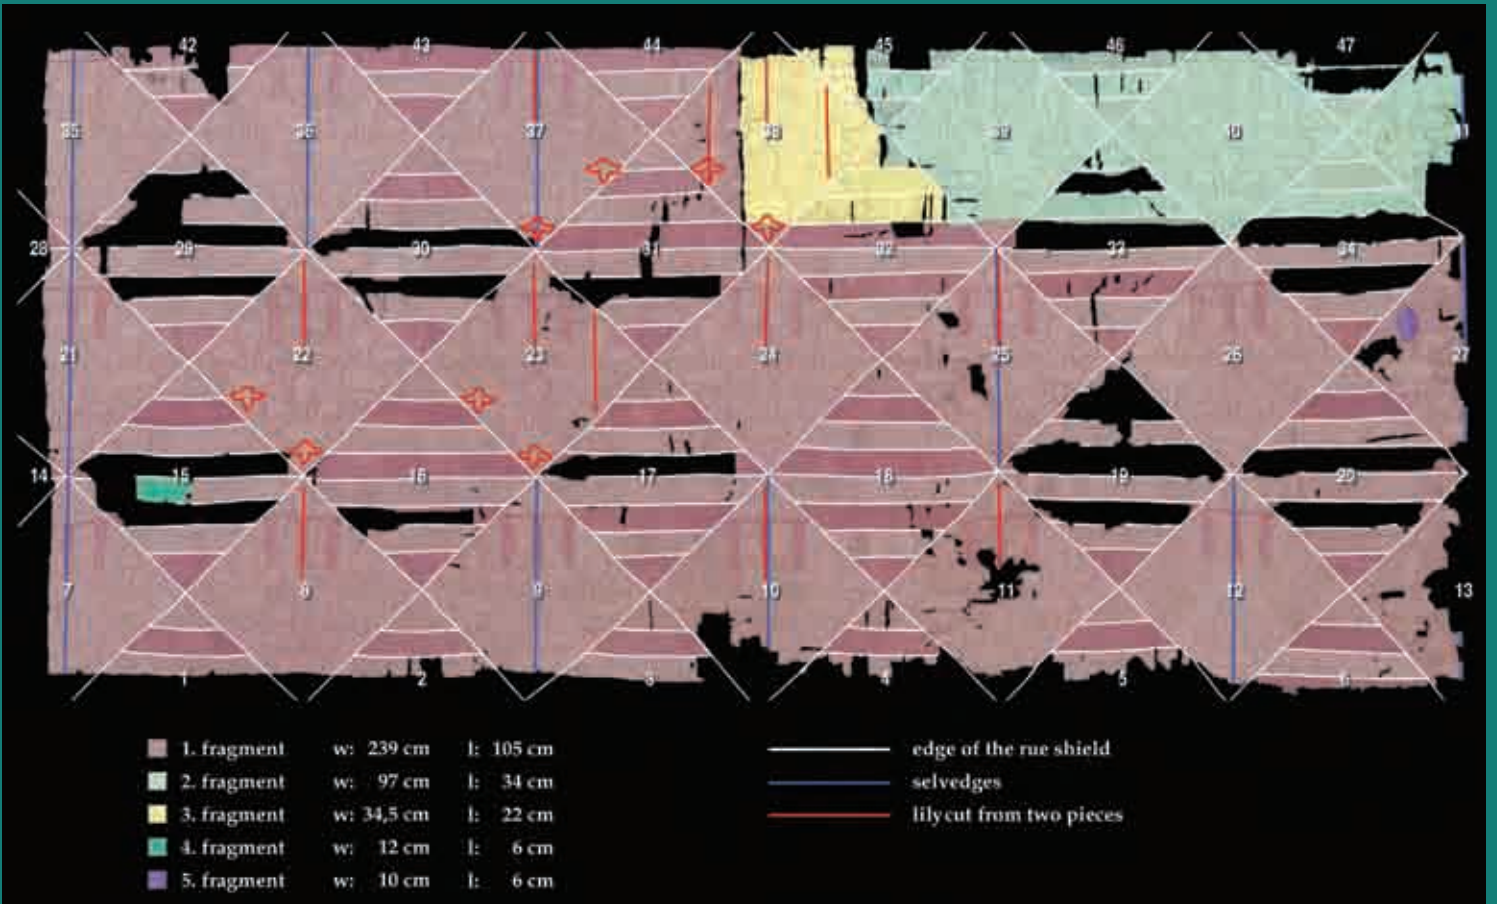 42 43 44 45 46 47
35 36 37 38 39 40
28 29 30 31 32 33 34
21 22 23 24 25 26 27
14 15 16 17 18 19 20
7 8 9 10 11 12 13
1 2 4 5 6
1. fragment w: 239 cm l: 105 cm
2. fragment w: 97 cm l: 34 cm
3. fragment w: 34,5 cm l: 22 cm
4. fragment w: 12 cm l: 6 cm
5. fragment w: 10 cm l: 6 cm
edge of the rue shield
selvedges
lilycut from two pieces